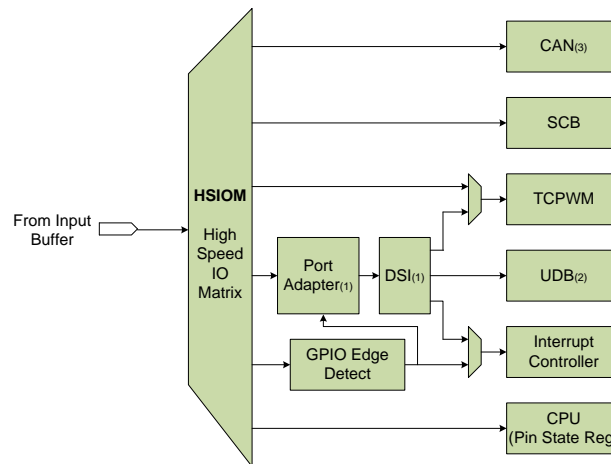 From Input
Buffer
HSIOM
High
Speed
IO
Matrix
Port
Adapter(1)
DSI(1)
GPIO Edge
Detect
CAN(3)
SCB
TCPWM
UDB(2)
Interrupt
Controller
CPU
(Pin State Reg